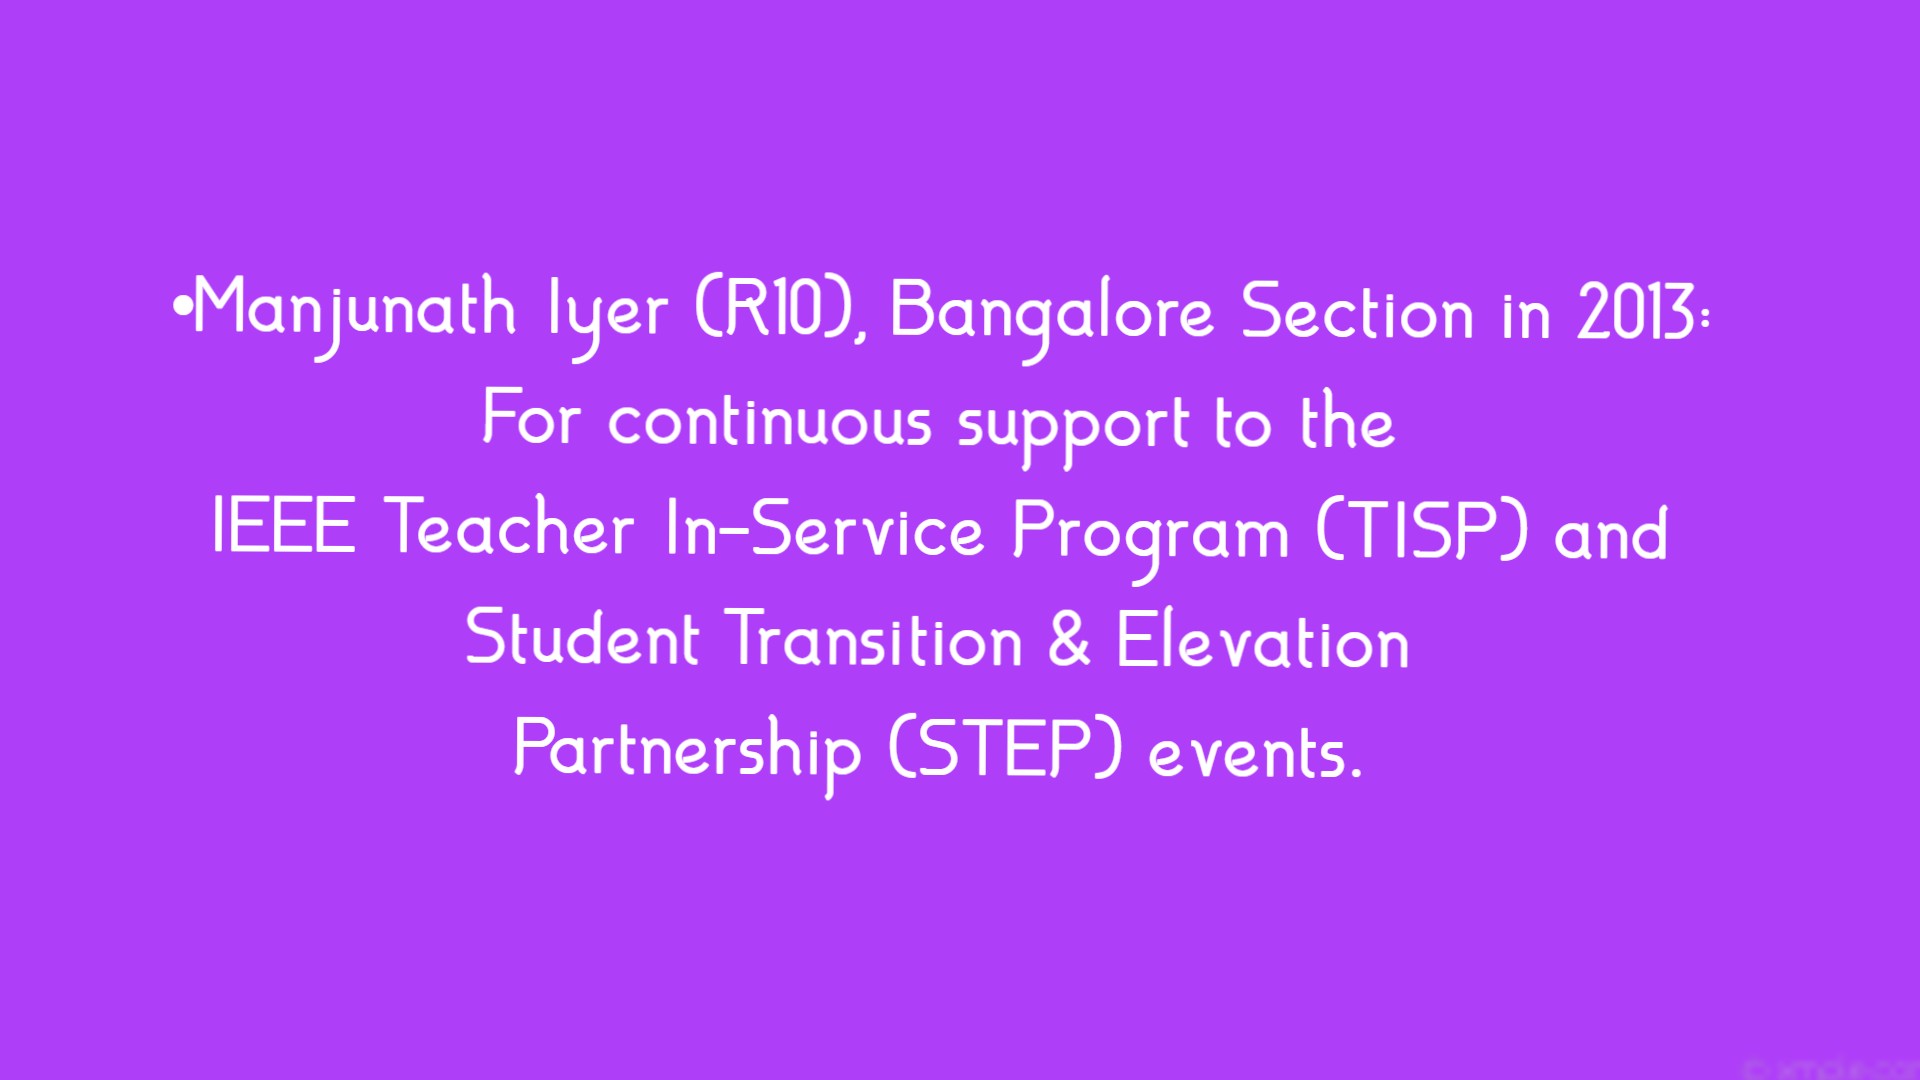 •Manjunath Iyer (R10), Bangalore Section in 2013:
For continuous support to the
IEEE Teacher In-Service Program (TISP) and
Student Transition & Elevation
Partnership (STEP) events.